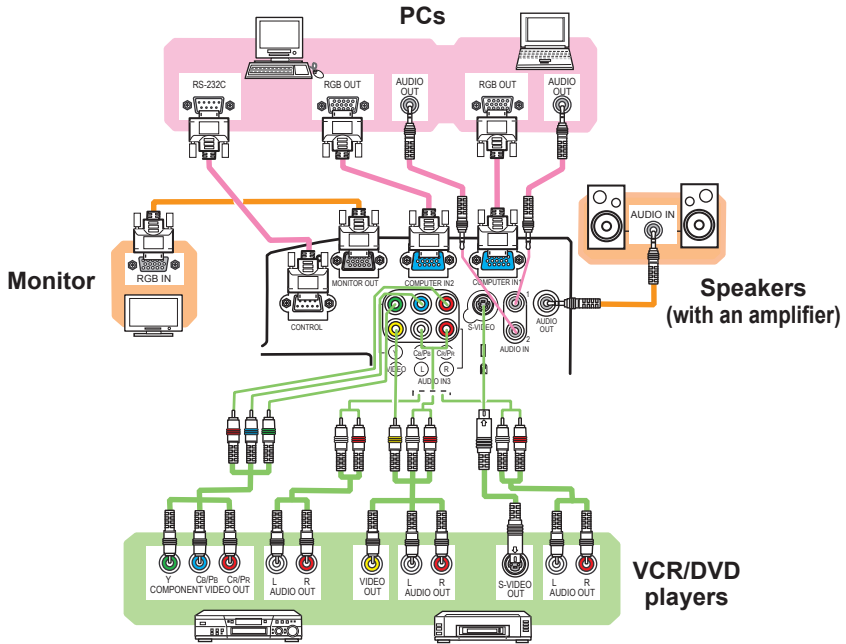 PCs
RS-232C
RGB OUT
AUDIO
OUT
RGB OUT
AUDIO
OUT
AUDIO IN
RGB IN
Monitor
MONITOR OUT
COMPUTER IN2
COMPUTER IN1
CONTROL
S-VIDEO
1
2
AUDIO IN
AUDIO
OUT
Speakers
(with an amplifier)
Y
CB/PB
CR/PR
VIDEO
L
R
AUDIO IN3
Y
CB/PB
CR/PR
COMPONENT VIDEO OUT
L
R
AUDIO OUT
VIDEO
OUT
L
R
AUDIO OUT
S-VIDEO
OUT
L
R
AUDIO OUT
VCR/DVD
players